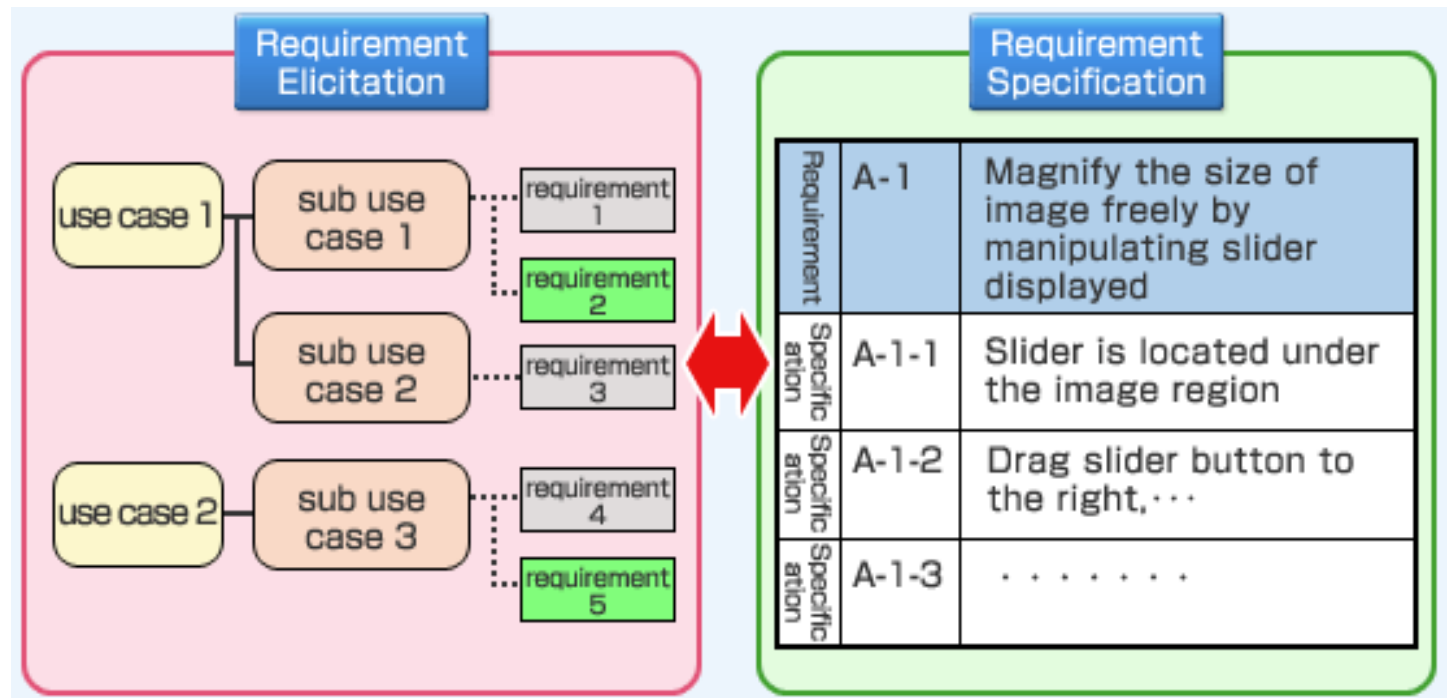 Requirement
Elicitation
use case 1
sub use
case 1
requirement
1
requirement
2
sub use
case 2
requirement
3
use case 2
sub use
case 3
requirement
4
requirement
5
Requirement
Specification
Requirement
A-1
Magnify the size of
image freely by
manipulating slider
displayed
Specific
ation
A-1-1
Slider is located under
the image region
Specific
ation
A-1-2
Drag slider button to
the right,···
Specific
ation
A-1-3
·······